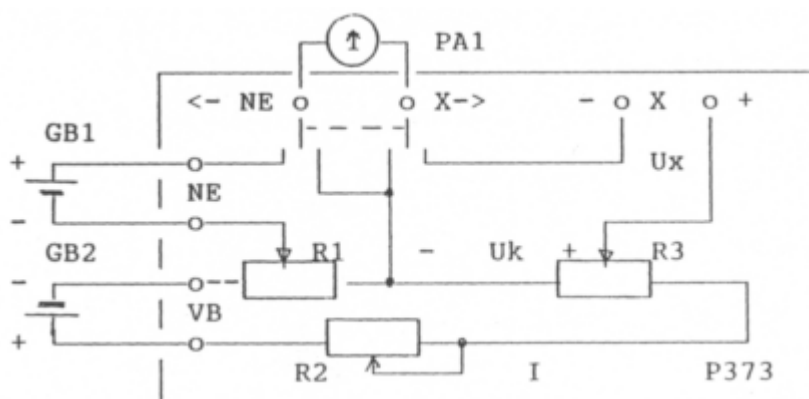 PA1
<- NE X-> - X +
GB1
+ Ux
NE
-
GB2 R1 - Uk + R3
-
VB
+
R2 I P373